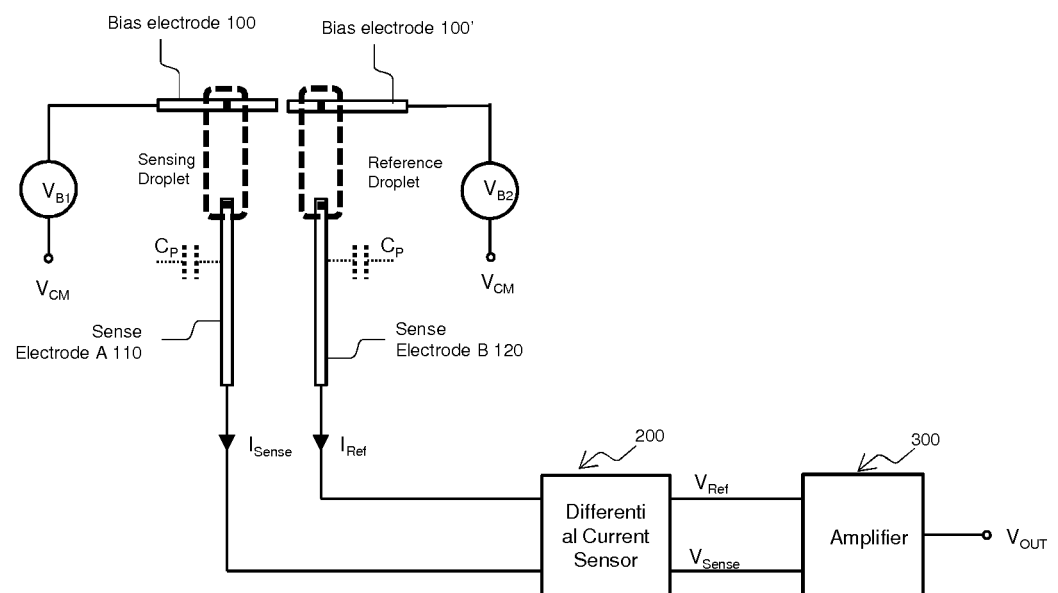 Bias electrode 100
Bias electrode 100'
Sensing
Droplet
Reference
Droplet
VB1
VB2
CP
CP
VCM
VCM
Sense
Electrode A 110
Sense
Electrode B 120
ISense
IRef
200
300
VRef
Differenti
al Current
Sensor
Amplifier
VOUT
VSense